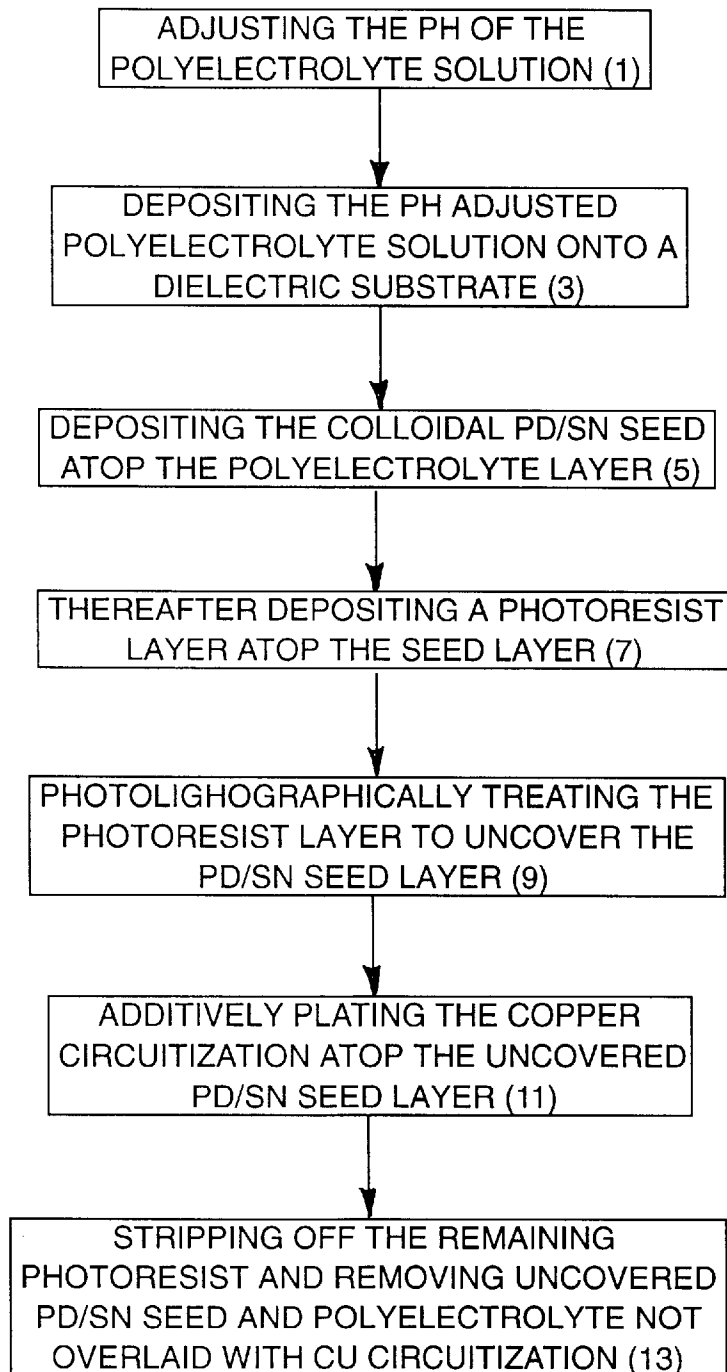 ADJUSTING THE PH OF THE
POLYELECTROLYTE SOLUTION (1)
DEPOSITING THE PH ADJUSTED
POLYELECTROLYTE SOLUTION ONTO A
DIELECTRIC SUBSTRATE (3)
DEPOSITING THE COLLOIDAL PD/SN SEED
ATOP THE POLYELECTROLYTE LAYER (5)
THEREAFTER DEPOSITING A PHOTORESIST
LAYER ATOP THE SEED LAYER (7)
PHOTOLIGHOGRAPHICALLY TREATING THE
PHOTORESIST LAYER TO UNCOVER THE
PD/SN SEED LAYER (9)
ADDITIVELY PLATING THE COPPER
CIRCUITIZATION ATOP THE UNCOVERED
PD/SN SEED LAYER (11)
STRIPPING OFF THE REMAINING
PHOTORESIST AND REMOVING UNCOVERED
PD/SN SEED AND POLYELECTROLYTE NOT
OVERLAID WITH CU CIRCUITIZATION (13)